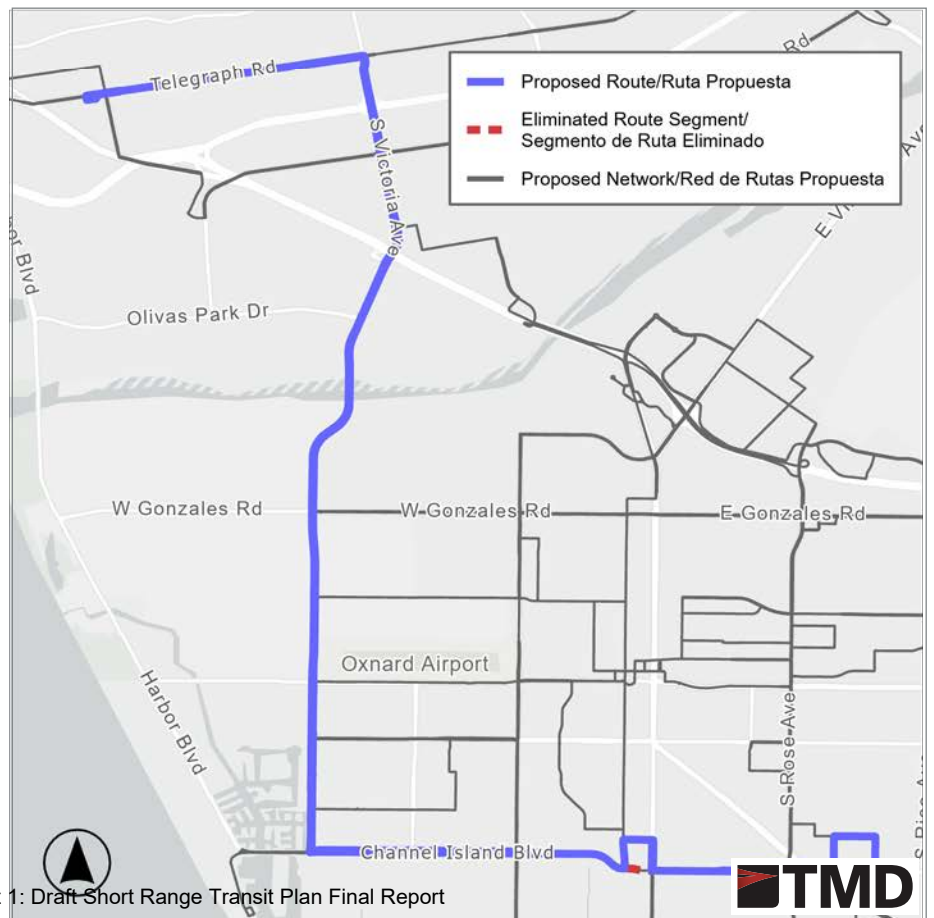 Telegraph Rd
S Victoria Ave
Proposed Route/Ruta Propuesta
Eliminated Route Segment/
Segmento de Ruta Eliminado
Proposed Network/Red de Rutas Propuesta
Rd
Olivas Park Dr
W Gonzales Rd
W Gonzales Rd
E Gonzales Rd
Oxnard Airport
Harbor Blvd
S Rose Ave
Channel Island Blvd
1: Draft Short Range Transit Plan Final Report
TMD